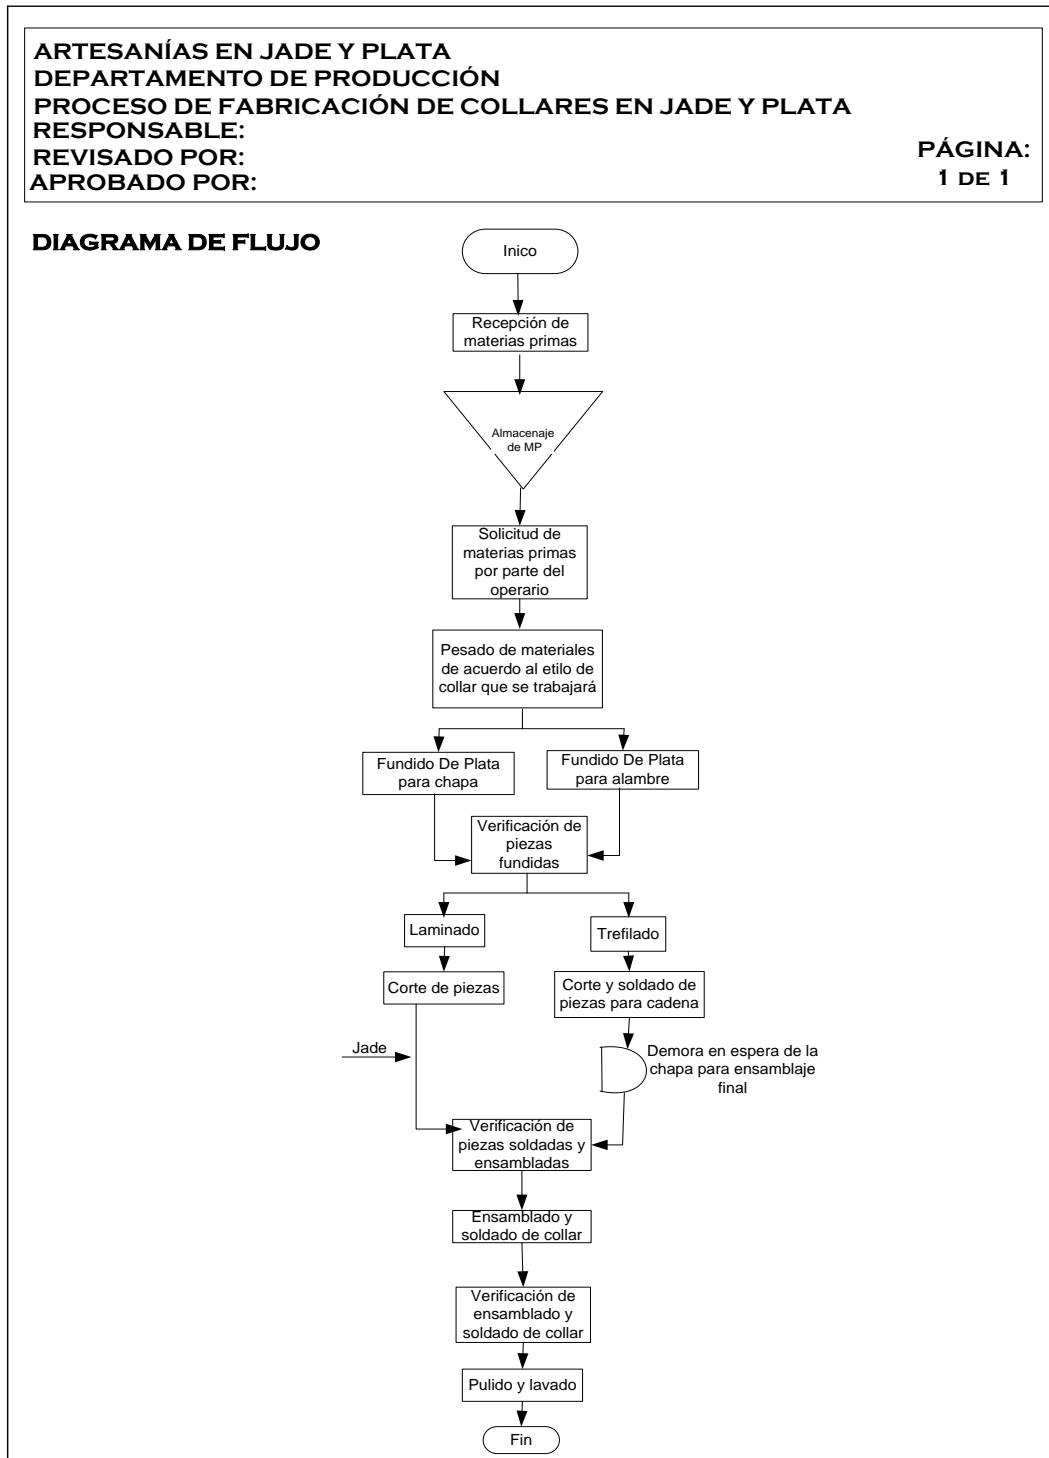 ARTESANÍAS EN JADE Y PLATA
DEPARTAMENTO DE PRODUCCIÓN
PROCESO DE FABRICACIÓN DE COLLARES EN JADE Y PLATA
RESPONSABLE:
REVISADO POR:
APROBADO POR:
PÁGINA:
1 DE 1
DIAGRAMA DE FLUJO
Inico
Recepción de
materias primas
Almacenaje
de MP
Solicitud de
materias primas
por parte del
operario
Pesado de materiales
de acuerdo al etilo de
collar que se trabajará
Fundido De Plata
para chapa
Fundido De Plata
para alambre
Verificación de
piezas
fundidas
Laminado
Trefilado
Corte de piezas
Corte y soldado de
piezas para cadena
Jade
Demora en espera de la
chapa para ensamblaje
final
Verificación de
piezas soldadas y
ensambladas
Ensamblado y
soldado de collar
Verificación de
ensamblado y
soldado de collar
Pulido y lavado
Fin